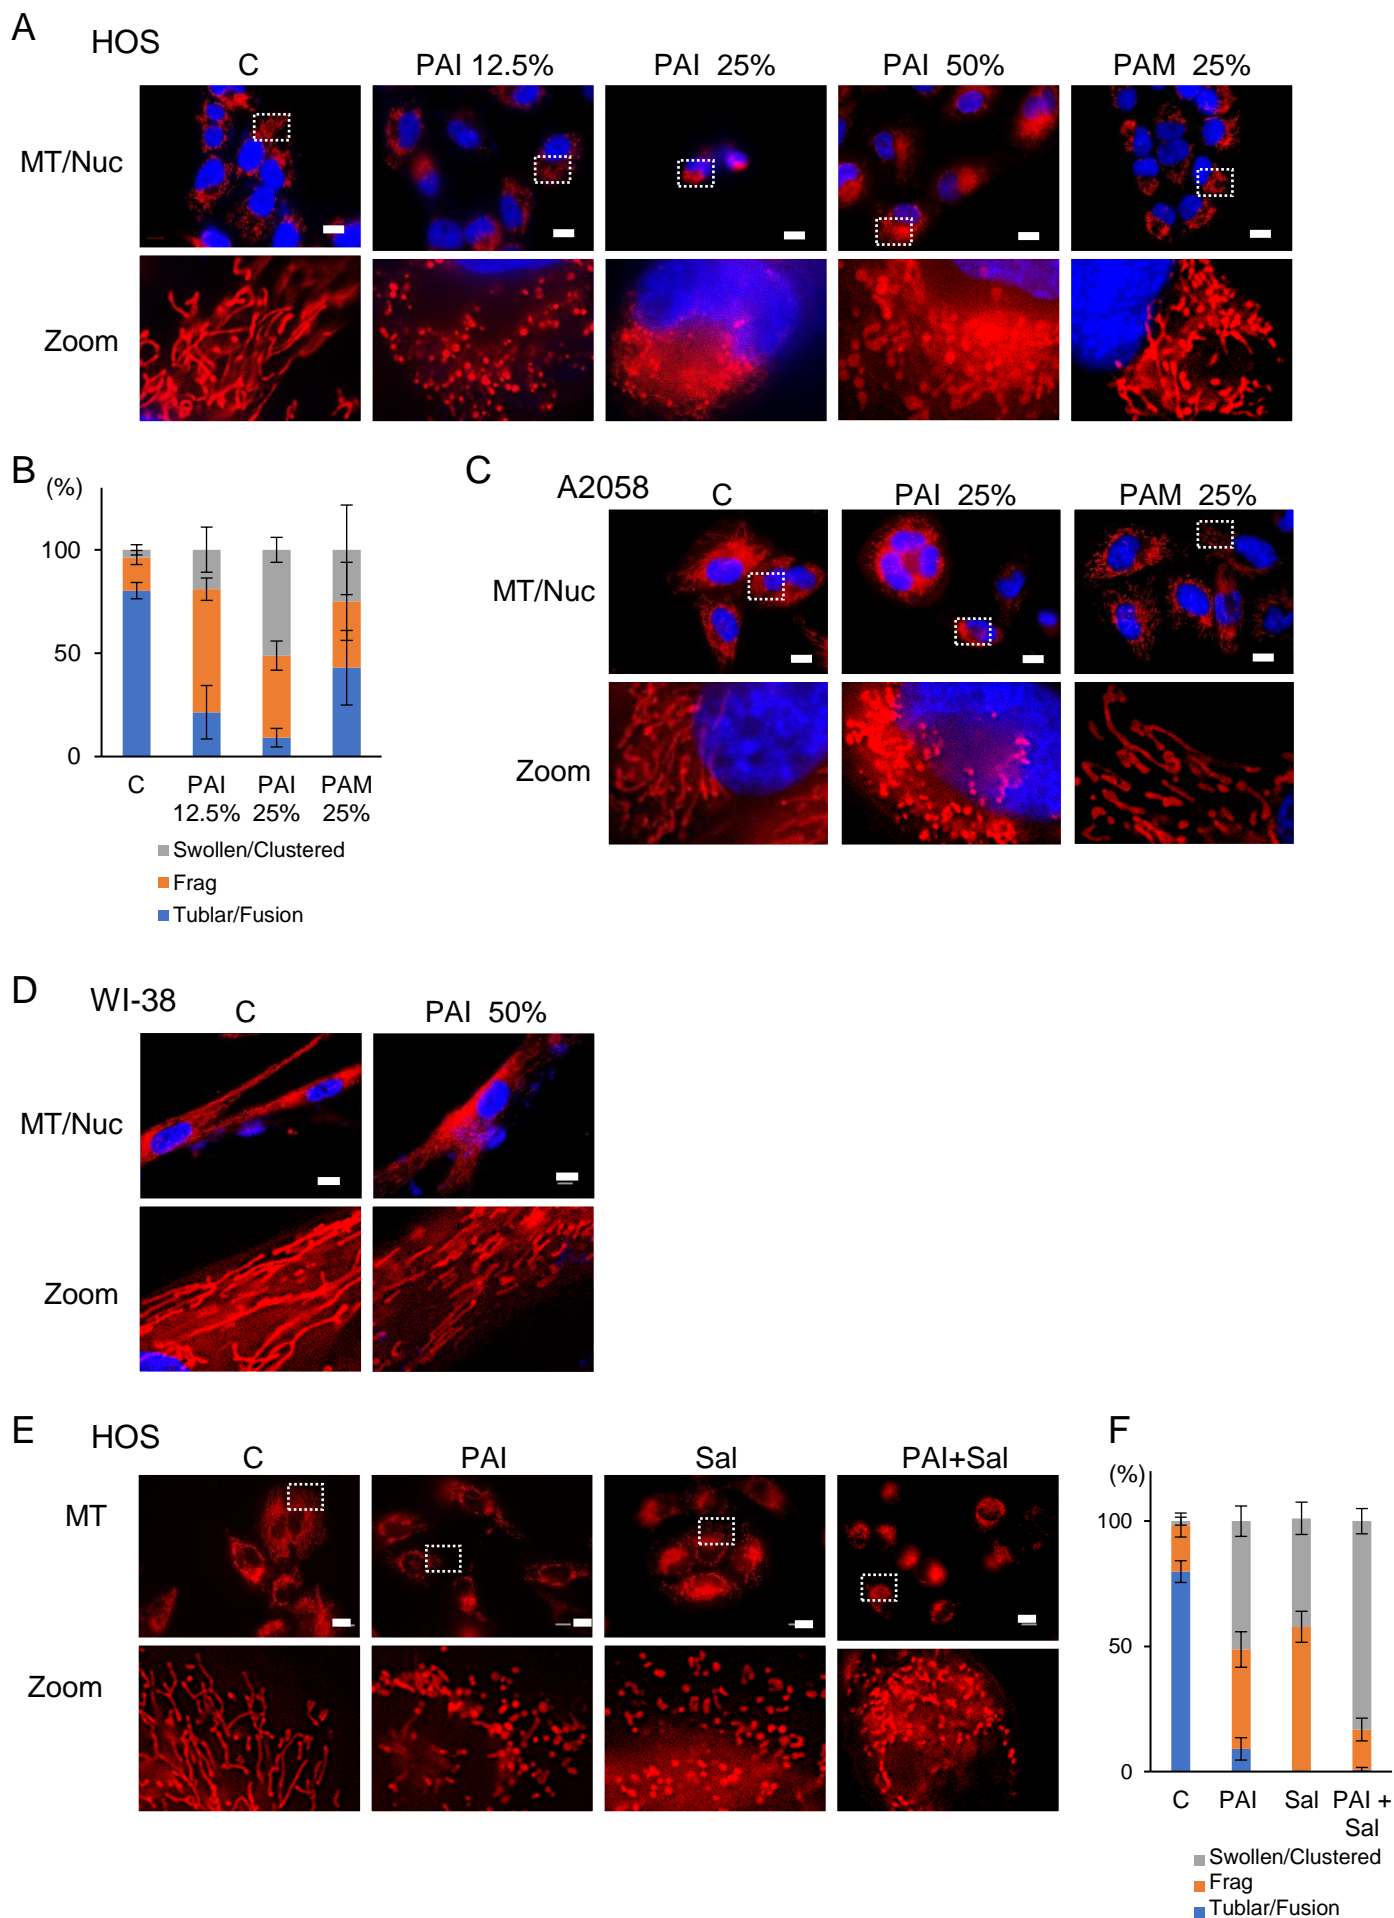 A
HOS
C PAI 12.5% PAI 25% PAI 50% PAM 25%
MT/Nuc
Zoom
B
(%)
100
50
0
C PAI 12.5% PAI 25% PAM 25%
Swollen/Clustered
Frag
Tublar/Fusion
C
A2058
C PAI 25% PAM 25%
MT/Nuc
Zoom
D
WI-38
C PAI 50%
MT/Nuc
Zoom
E
HOS
C PAI Sal PAI+Sal
MT
Zoom
F
(%)
100
50
0
C PAI Sal PAI + Sal
Swollen/Clustered
Frag
Tublar/Fusion